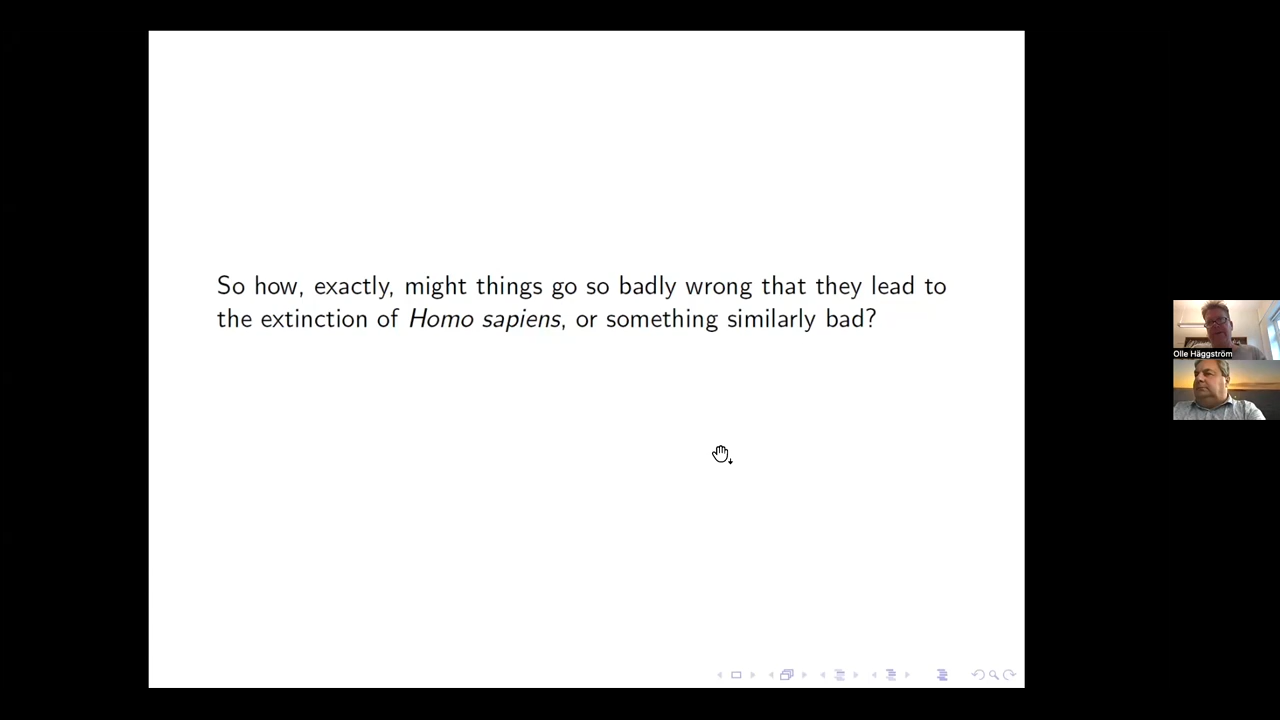 So how, exactly, might things go so badly wrong that they lead to
the extinction of Homo sapiens, or something similarly bad?
Olle Häggström